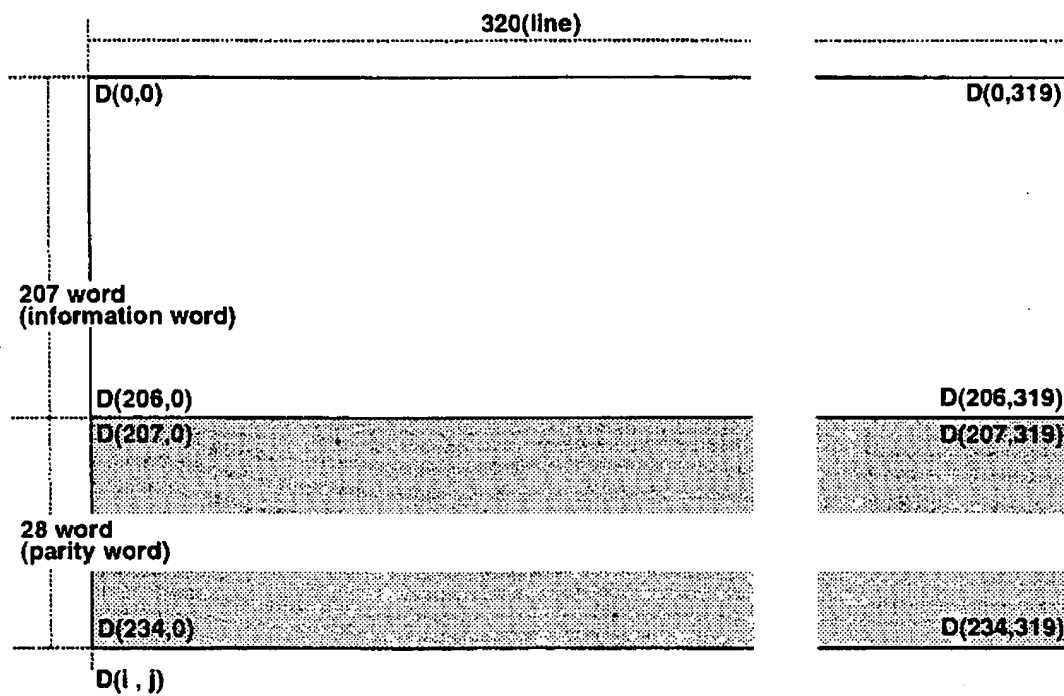 320(line)
D(0,0)
D(0,319)
207 word
(information word)
D(206,0)
D(206,319)
D(207,0)
D(207,319)
28 word
(parity word)
D(234,0)
D(234,319)
D(i , j)